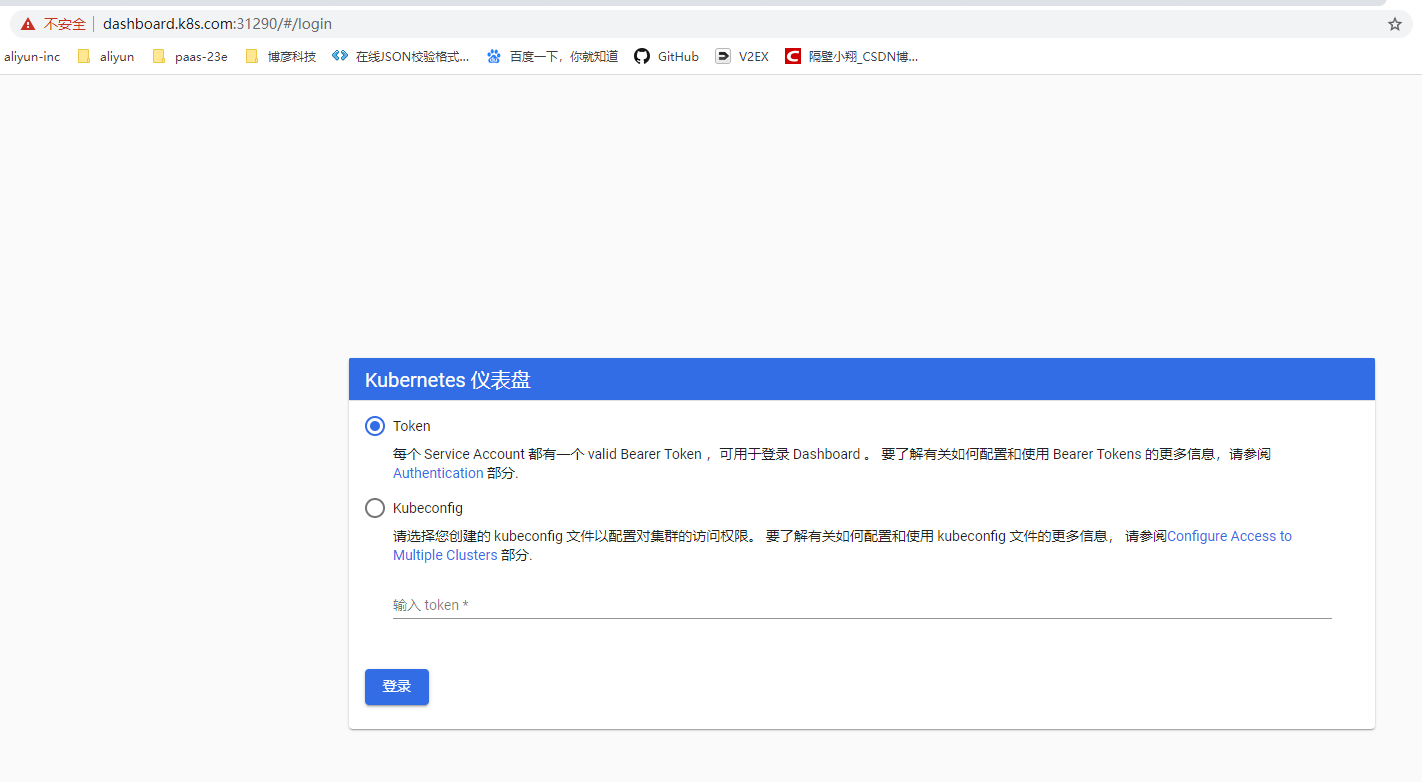 不安全 dashboard.k8s.com:31290/#/login
aliyun-inc aliyun paas-23e 博彦科技 在线JSON校验格式... 百度一下，你就知道 GitHub V2EX 隔壁小翔_CSDN博...
Kubernetes 仪表盘
Token
每个 Service Account 都有一个 valid Bearer Token ，可用于登录 Dashboard 。 要了解有关如何配置和使用 Bearer Tokens 的更多信息，请参阅
Authentication 部分.
Kubeconfig
请选择您创建的 kubeconfig 文件以配置对集群的访问权限。 要了解有关如何配置和使用 kubeconfig 文件的更多信息， 请参阅Configure Access to
Multiple Clusters 部分.
输入 token *
登录